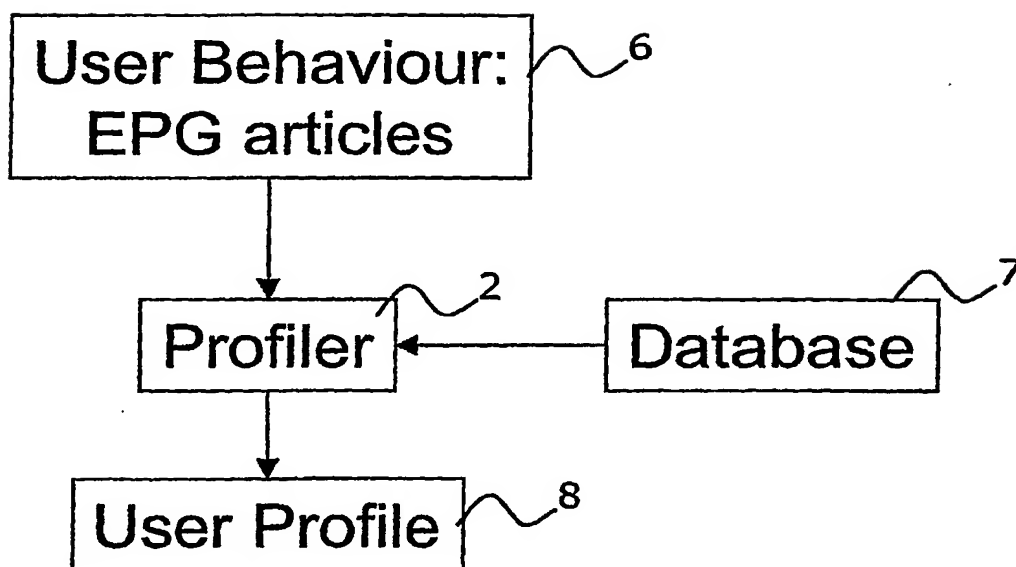 User Behaviour:
EPG articles
6
2
7
Profiler
Database
8
User Profile